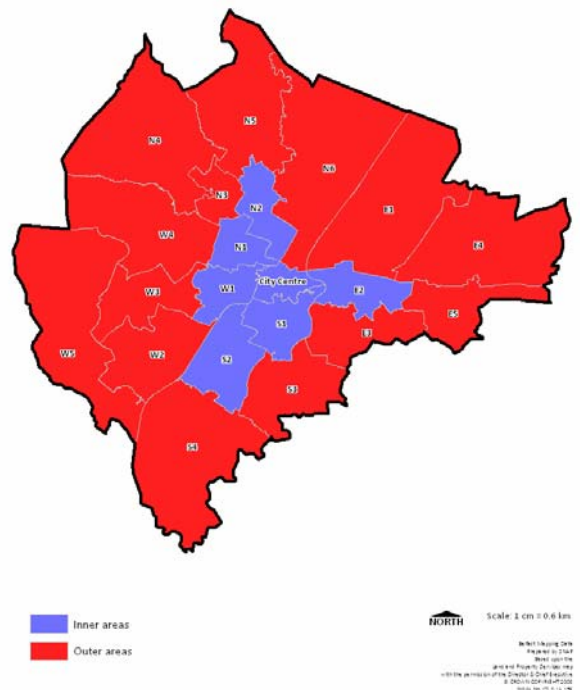 N5
N4
N6
N3
N2
E1
W4
E4
N1
City Centre
W1
E2
W3
S1
E5
E3
W5
W2
S2
S3
S4
Inner areas
NORTH
Scale: 1 cm = 0.6 km
Outer areas
Belfast Mapping Data
Prepared by
Based upon the
Land and Property Services map
with the permission of the Director & Chief Executive
© CROWN COPYRIGHT